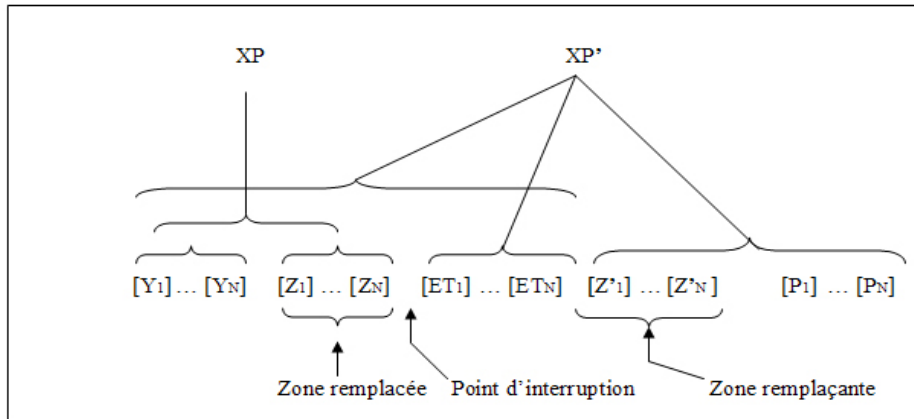 XP XP’
[Y1] … [YN] [Z1] … [ZN] [ET1] … [ETN] [Z’1] … [Z’N ] [P1] … [PN]
Zone remplacée Point d’interruption Zone remplaçante